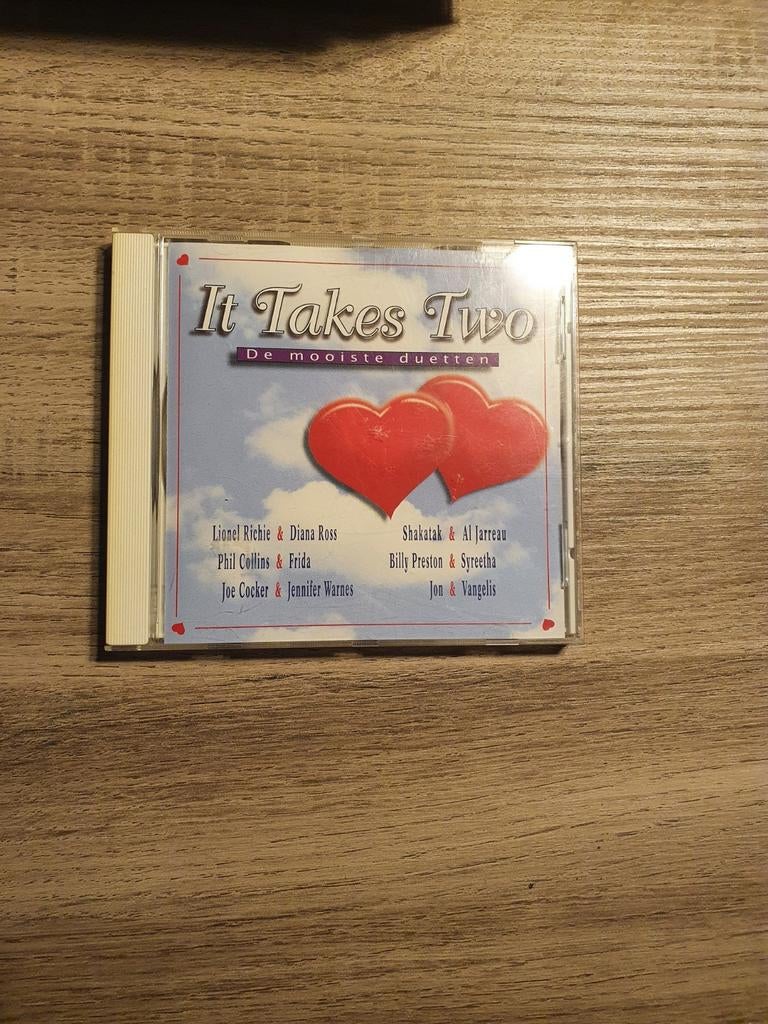 It Takes Two
De mooiste duetten
Lionel Richie & Diana Ross
Phil Collins & Frida
Joe Cocker & Jennifer Warnes
Shakatak & Al Jarreau
Billy Preston & Syreetha
Jon & Vangelis